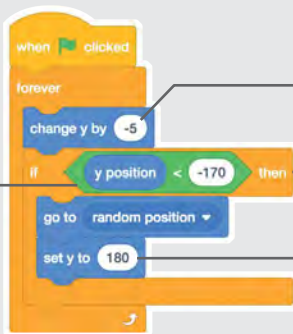 when clicked
forever
change y by -5
if y position < -170 then
go to random position
set y to 180